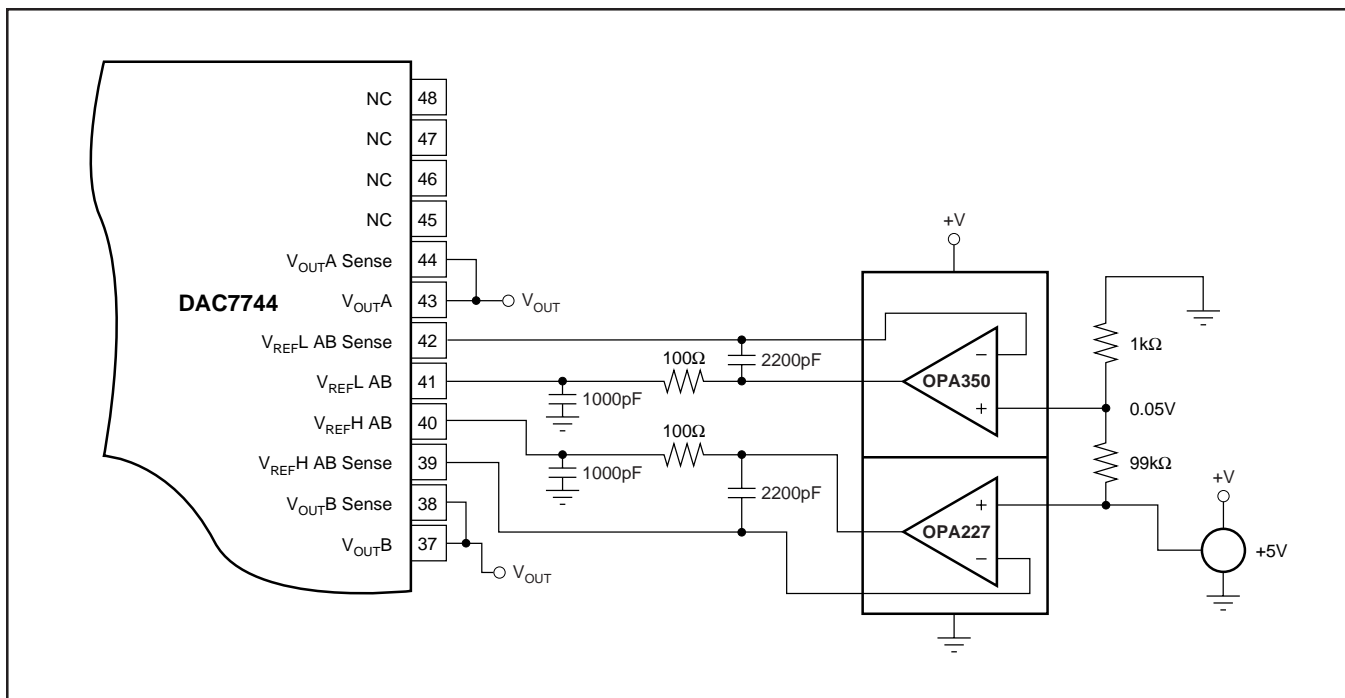 NC 48
NC 47
NC 46
NC 45
VOUTA Sense 44
DAC7744
VOUTA 43
VOUT
VREFL AB Sense 42
VREFL AB 41
VREFH AB 40
VREFH AB Sense 39
VOUTB Sense 38
VOUTB 37
VOUT
2200pF
100Ω
1000pF
100Ω
1000pF
2200pF
+V
−
OPA350
+
+
OPA227
−
1kΩ
0.05V
99kΩ
+V
+5V